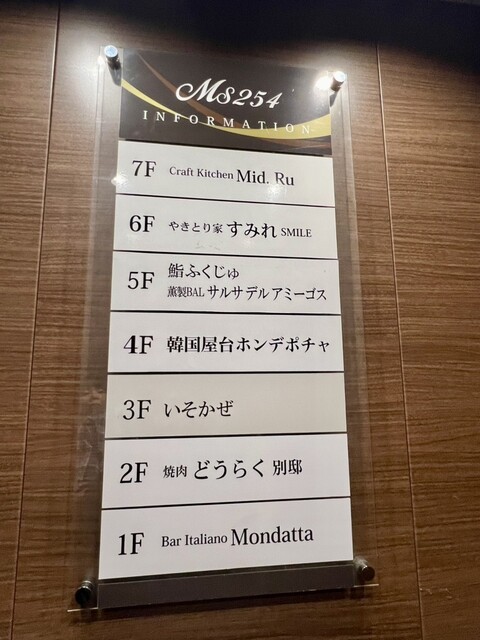 Ms254
INFORMATION
7F Craft Kitchen Mid. Ru
6F やきとり家 すみれ SMILE
5F 鮨ふくじゅ
薫製BAL サルサ デル アミーゴス
4F 韓国屋台ホンデポチャ
3F いそかぜ
2F 焼肉 どうらく 別邸
1F Bar Italiano Mondatta